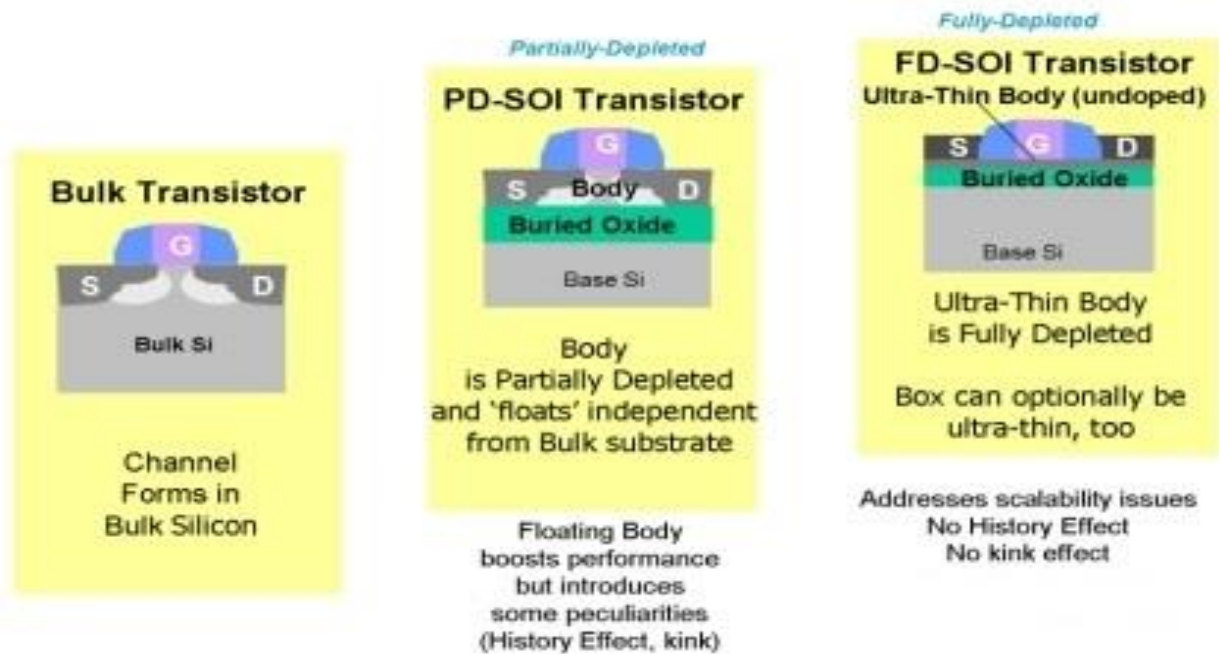 Bulk Transistor
G
S D
Bulk Si
Channel
Forms in
Bulk Silicon
Partially-Depleted
PD-SOI Transistor
G
S Body D
Buried Oxide
Base Si
Body
is Partially Depleted
and ‘floats’ independent
from Bulk substrate
Floating Body
boosts performance
but introduces
some peculiarities
(History Effect, kink)
Fully-Depleted
FD-SOI Transistor
Ultra-Thin Body (undoped)
S G D
Buried Oxide
Base Si
Ultra-Thin Body
is Fully Depleted
Box can optionally be
ultra-thin, too
Addresses scalability issues
No History Effect
No kink effect